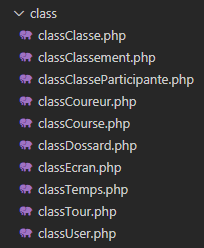 class
classClasse.php
classClassement.php
classClasseParticipante.php
classCoureur.php
classCourse.php
classDossard.php
classEcran.php
classTemps.php
classTour.php
classUser.php